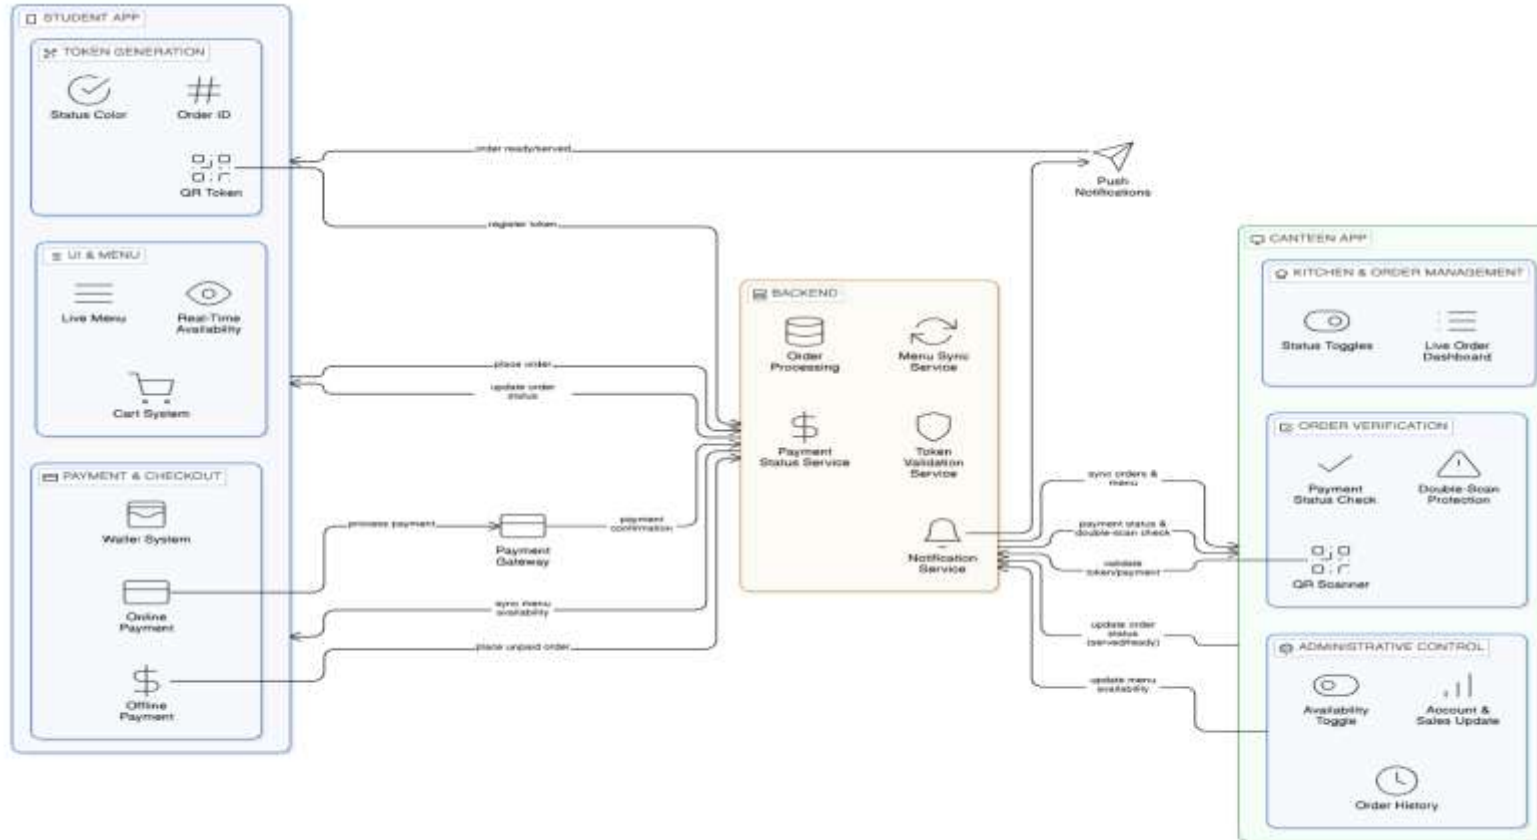 STUDENT APP
TOKEN GENERATION
Status Color
Order ID
QR Token
UI & MENU
Live Menu
Real-Time
Availability
Cart System
PAYMENT & CHECKOUT
Wallet System
Online
Payment
Offline
Payment
order ready/served
register token
place order
update order
status
process payment
Payment
Gateway
payment
confirmation
sync menu
availability
place unpaid order
Push
Notifications
BACKEND
Order
Processing
Menu Sync
Service
Payment
Status Service
Token
Validation
Service
Notification
Service
sync orders &
menu
payment status &
double-scan check
validate
token/payment
update order
status
(served/ready)
update menu
availability
CANTEEN APP
KITCHEN & ORDER MANAGEMENT
Status Toggles
Live Order
Dashboard
ORDER VERIFICATION
Payment
Status Check
Double-Scan
Protection
QR Scanner
ADMINISTRATIVE CONTROL
Availability
Toggle
Account &
Sales Update
Order History